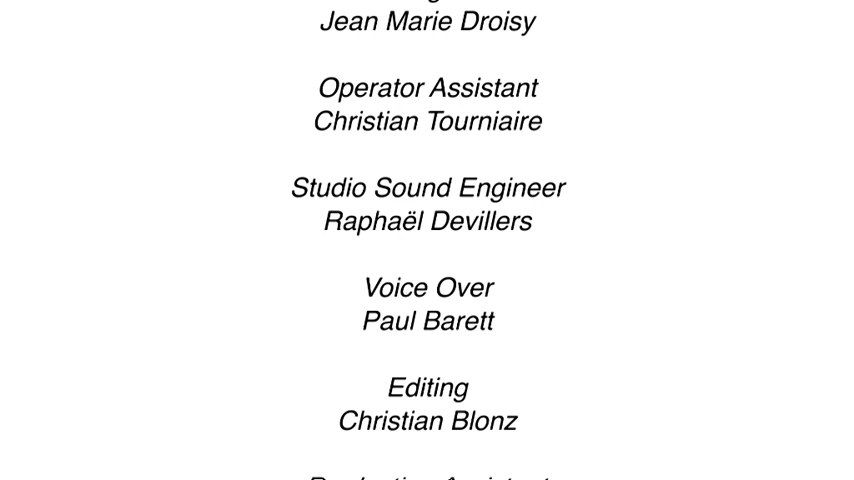 Jean Marie Droisy
Operator Assistant
Christian Tourniaire
Studio Sound Engineer
Raphaël Devillers
Voice Over
Paul Barett
Editing
Christian Blonz